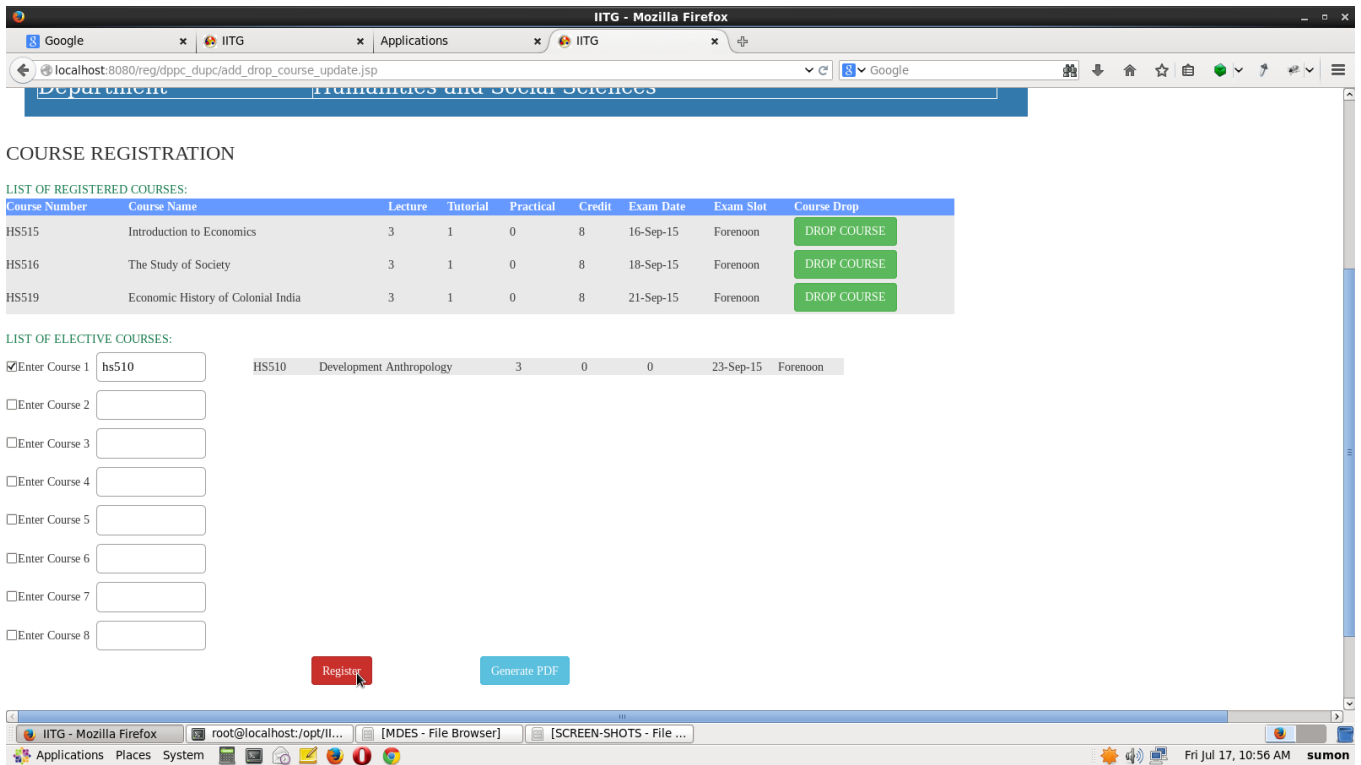 IITG - Mozilla Firefox
Google IITG Applications IITG
localhost:8080/reg/dppc_dupc/add_drop_course_update.jsp Google
Department Humanities and Social Sciences
COURSE REGISTRATION
LIST OF REGISTERED COURSES:
Course Number Course Name Lecture Tutorial Practical Credit Exam Date Exam Slot Course Drop
HS515 Introduction to Economics 3 1 0 8 16-Sep-15 Forenoon DROP COURSE
HS516 The Study of Society 3 1 0 8 18-Sep-15 Forenoon DROP COURSE
HS519 Economic History of Colonial India 3 1 0 8 21-Sep-15 Forenoon DROP COURSE
LIST OF ELECTIVE COURSES:
Enter Course 1 hs510 HS510 Development Anthropology 3 0 0 23-Sep-15 Forenoon
Enter Course 2
Enter Course 3
Enter Course 4
Enter Course 5
Enter Course 6
Enter Course 7
Enter Course 8
Register Generate PDF
IITG - Mozilla Firefox root@localhost:/opt/II... [MDES - File Browser] [SCREEN-SHOTS - File ...
Applications Places System Fri Jul 17, 10:56 AM sumon